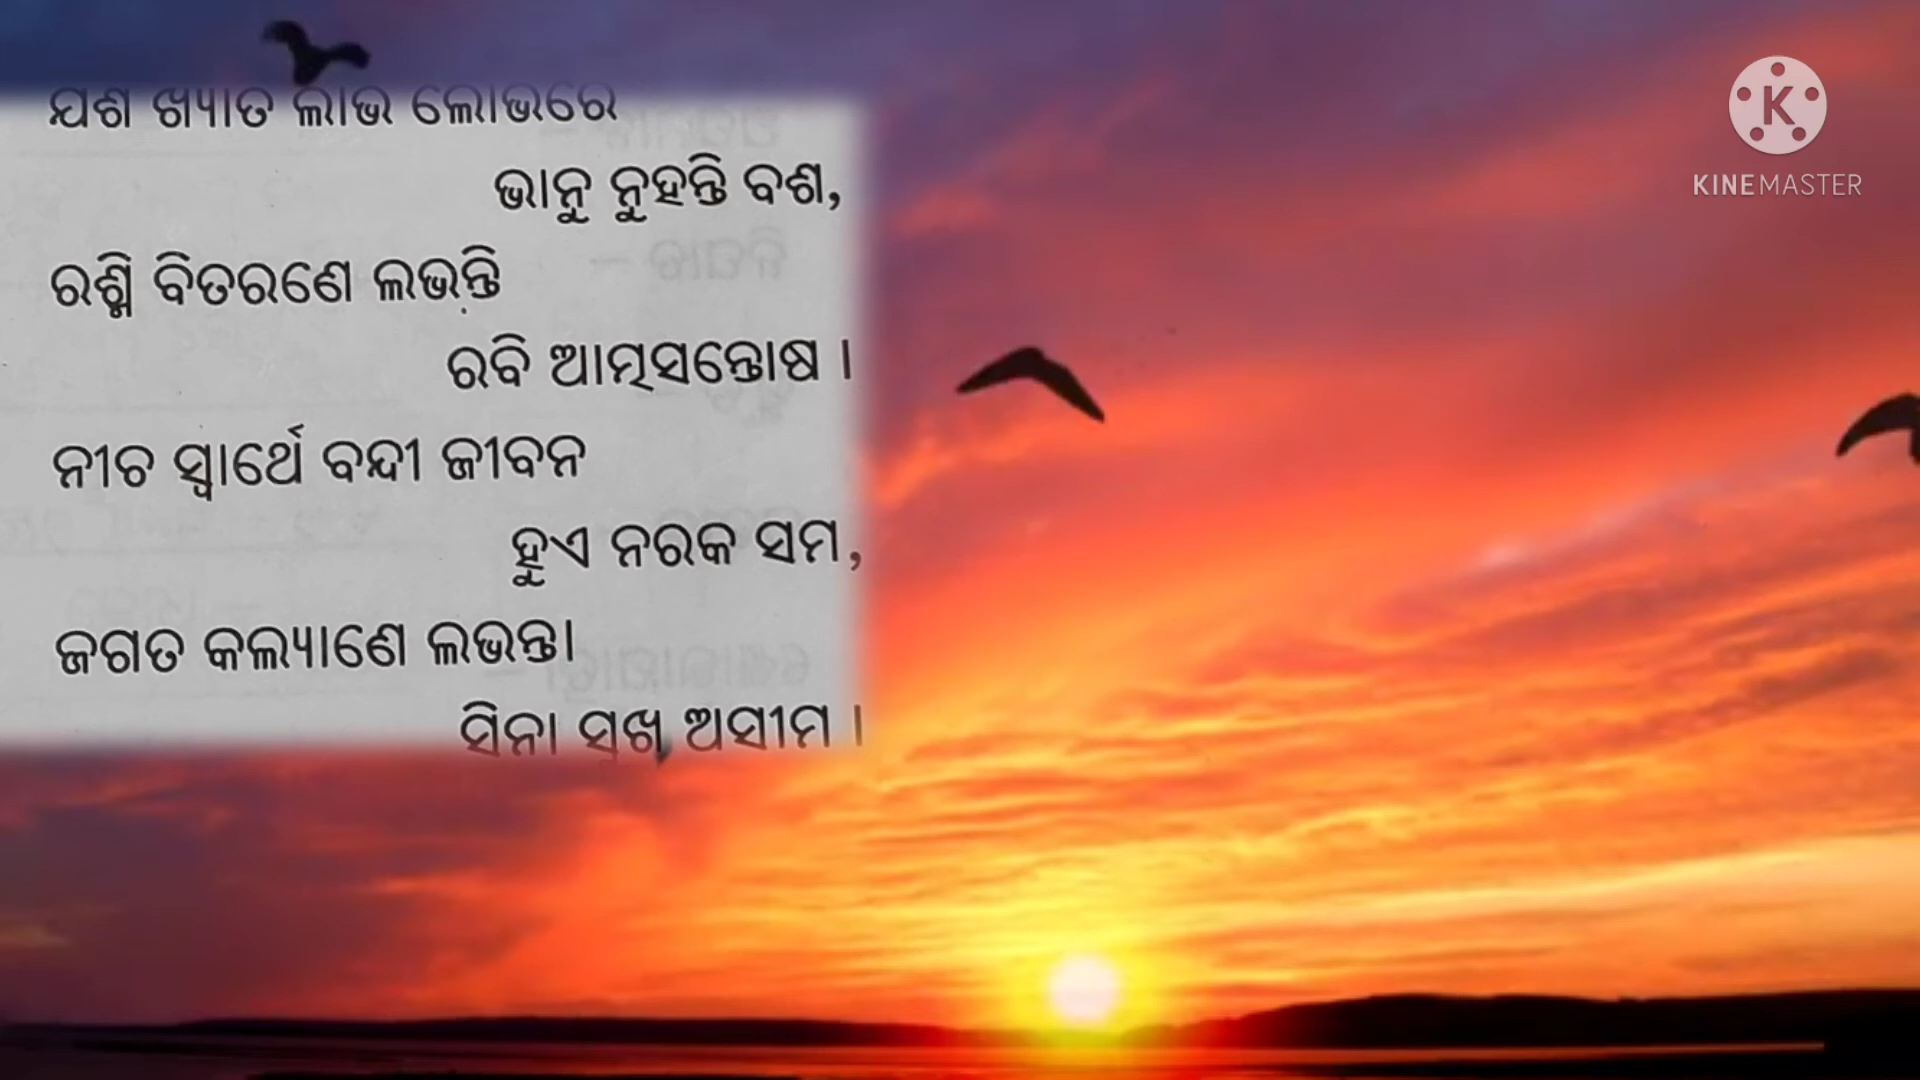 ଯଶ ଖ୍ୟାତ ଲାଭ ଲୋଭରେ
ଭାନୁ ନୁହନ୍ତି ବଶ,
ରଶ୍ମି ବିତରଣେ ଲଭନ୍ତି
ରବି ଆତ୍ମସନ୍ତୋଷ ।
ନୀଚ ସ୍ୱାର୍ଥେ ବନ୍ଦୀ ଜୀବନ
ହୁଏ ନରକ ସମ,
ଜଗତ କଲ୍ୟାଣେ ଲଭନ୍ତା
ସିନା ସୁଖ ଅସୀମ ।
KINEMASTER